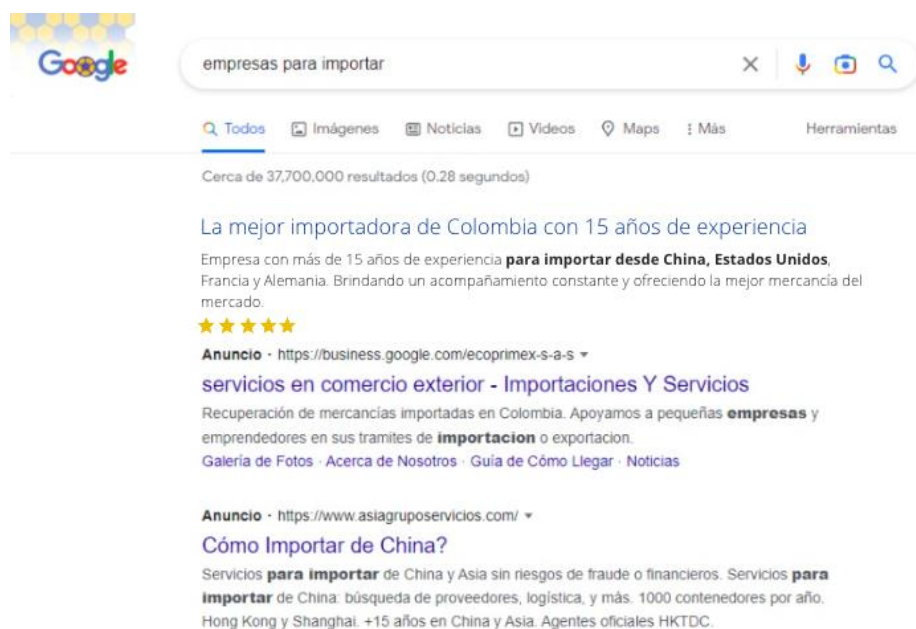 Google
empresas para importar
Todos Imágenes Noticias Videos Maps Más Herramientas
Cerca de 37,700,000 resultados (0.28 segundos)
La mejor importadora de Colombia con 15 años de experiencia
Empresa con más de 15 años de experiencia para importar desde China, Estados Unidos,
Francia y Alemania. Brindando un acompañamiento constante y ofreciendo la mejor mercancía del
mercado.
Anuncio · https://business.google.com/ecoprimex-s-a-s
servicios en comercio exterior - Importaciones Y Servicios
Recuperación de mercancías importadas en Colombia. Apoyamos a pequeñas empresas y
emprendedores en sus tramites de importacion o exportacion.
Galería de Fotos · Acerca de Nosotros · Guía de Cómo Llegar · Noticias
Anuncio · https://www.asiagruposervicios.com/
Cómo Importar de China?
Servicios para importar de China y Asia sin riesgos de fraude o financieros. Servicios para
importar de China: búsqueda de proveedores, logística, y más. 1000 contenedores por año.
Hong Kong y Shanghai. +15 años en China y Asia. Agentes oficiales HKTDC.